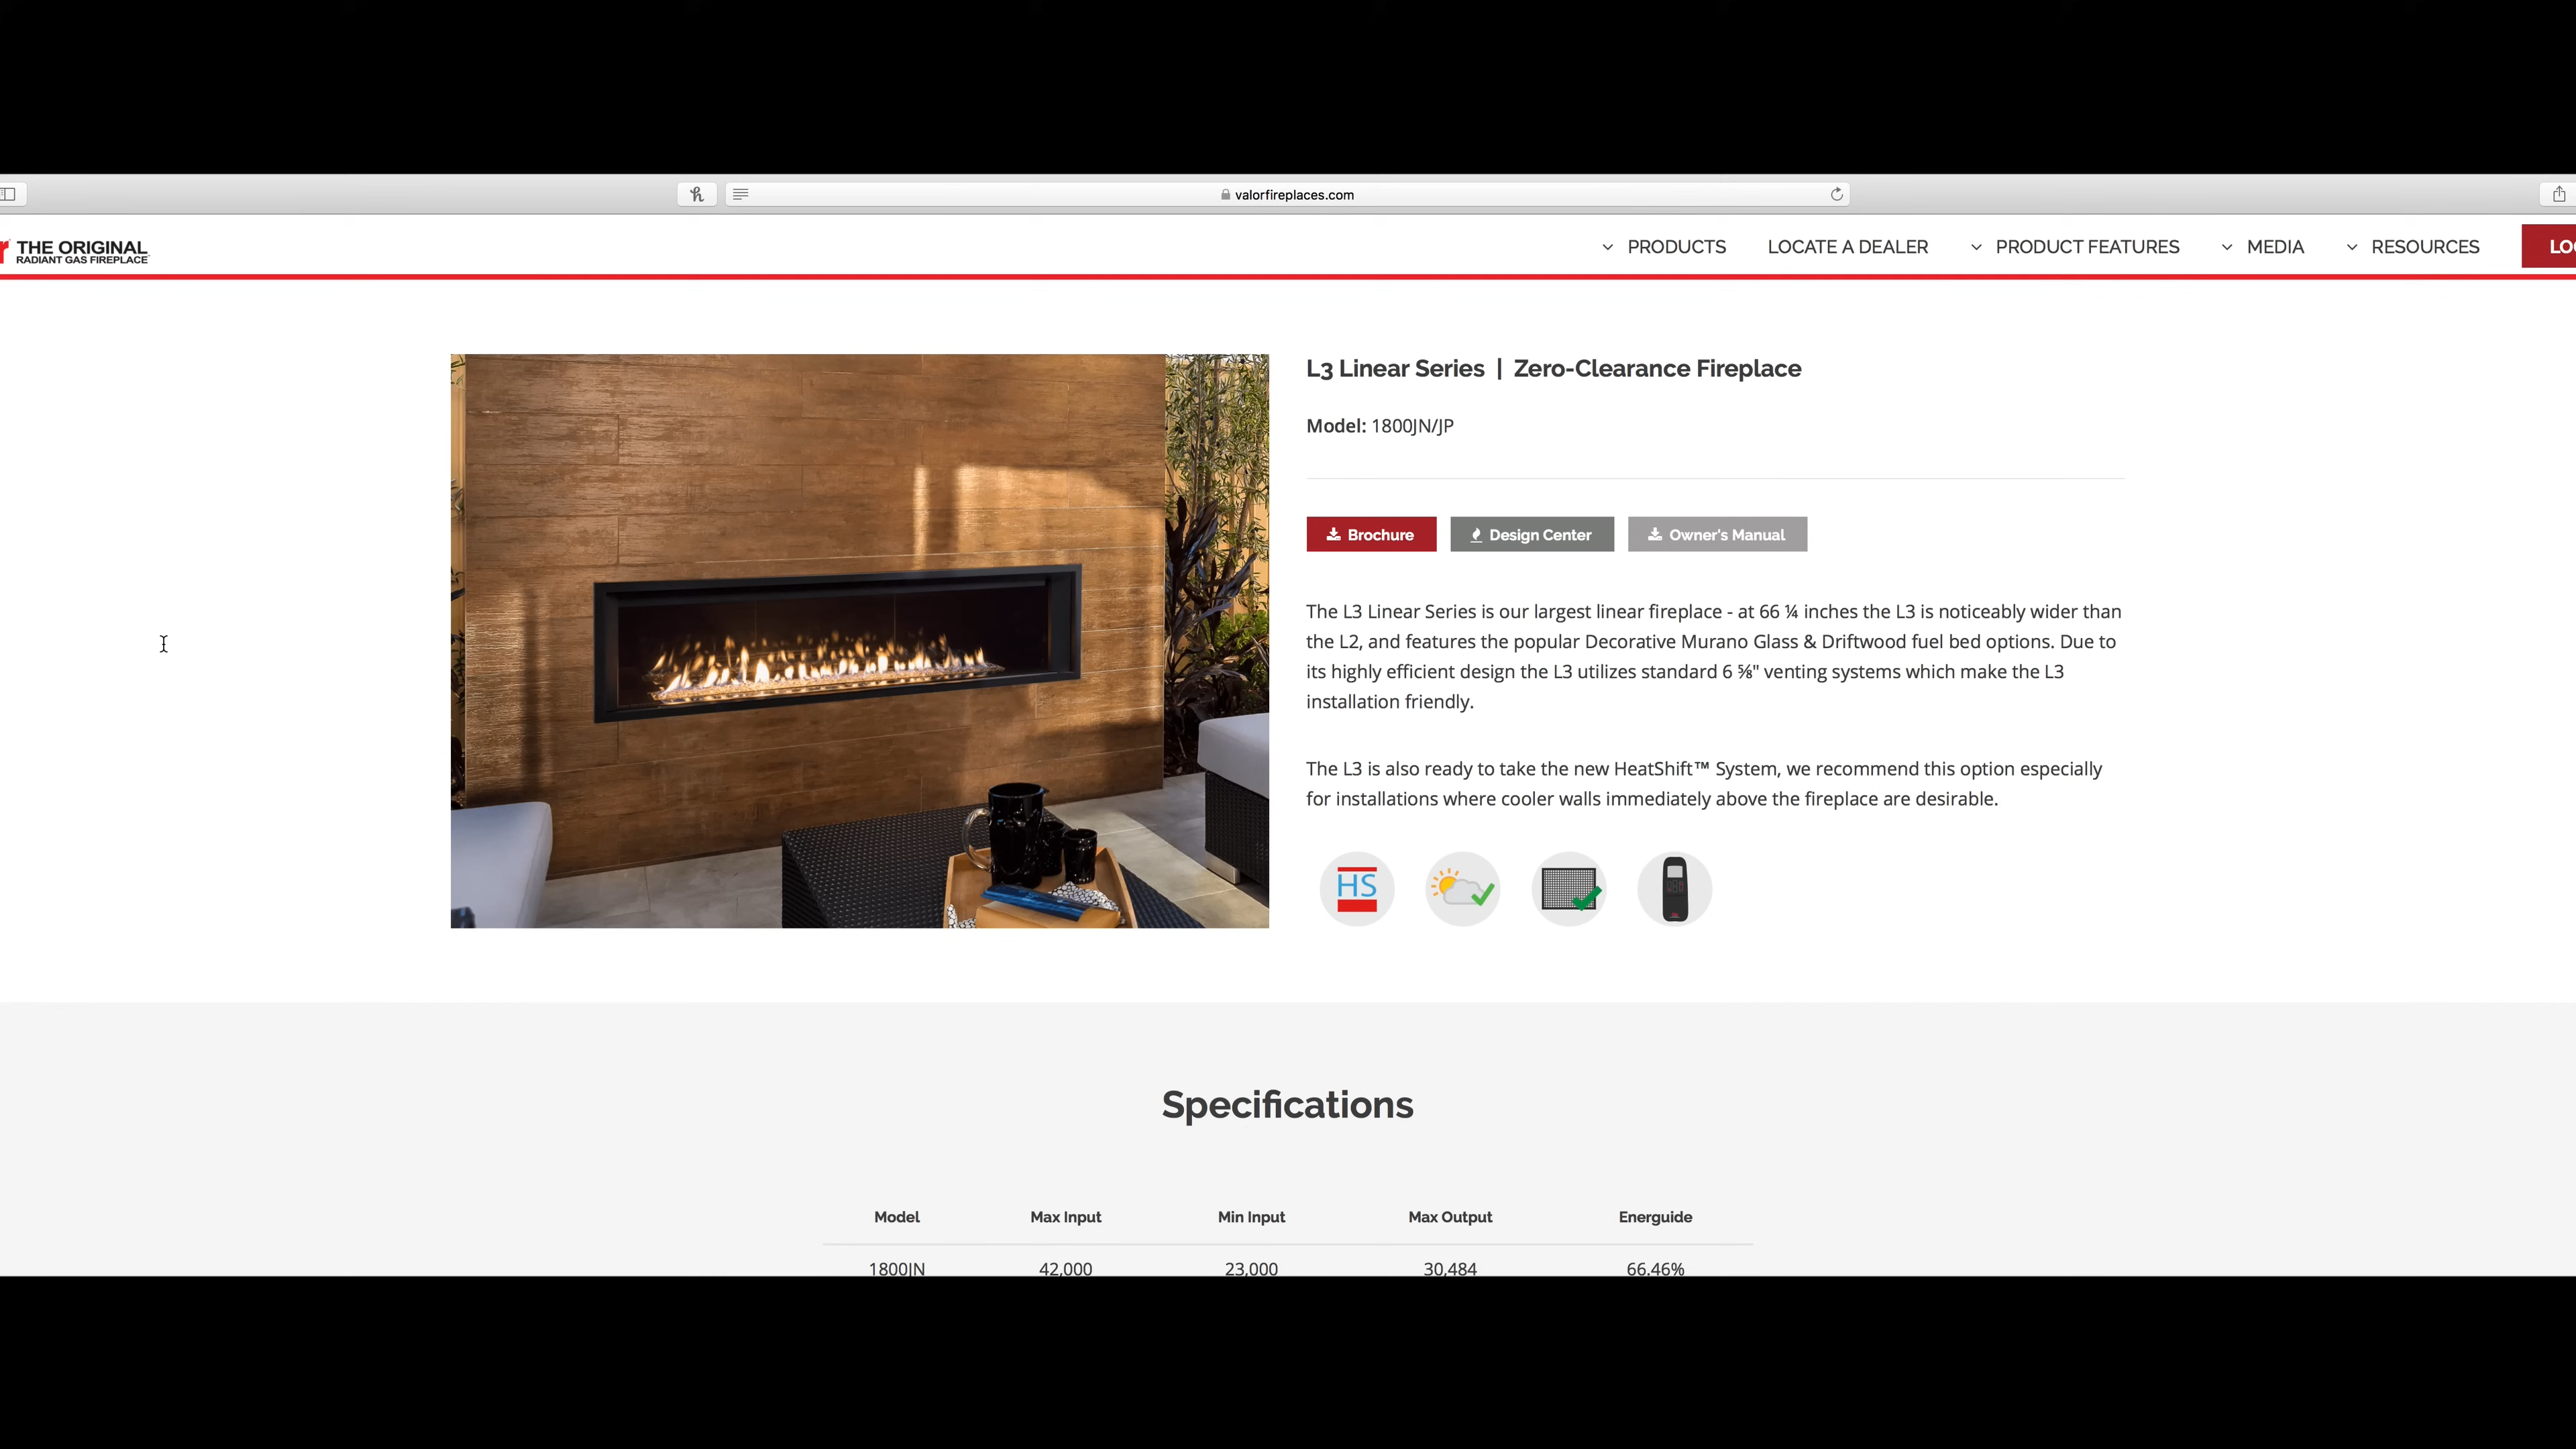 valorfireplaces.com
THE ORIGINAL
RADIANT GAS FIREPLACE
PRODUCTS LOCATE A DEALER PRODUCT FEATURES MEDIA RESOURCES
L3 Linear Series | Zero-Clearance Fireplace
Model: 1800JN/JP
Brochure Design Center Owner's Manual
The L3 Linear Series is our largest linear fireplace - at 66 ¼ inches the L3 is noticeably wider than
the L2, and features the popular Decorative Murano Glass & Driftwood fuel bed options. Due to
its highly efficient design the L3 utilizes standard 6 ⅝" venting systems which make the L3
installation friendly.
The L3 is also ready to take the new HeatShift™ System, we recommend this option especially
for installations where cooler walls immediately above the fireplace are desirable.
HS
Specifications
Model Max Input Min Input Max Output Energuide
1800JN 42,000 23,000 30,484 66.46%